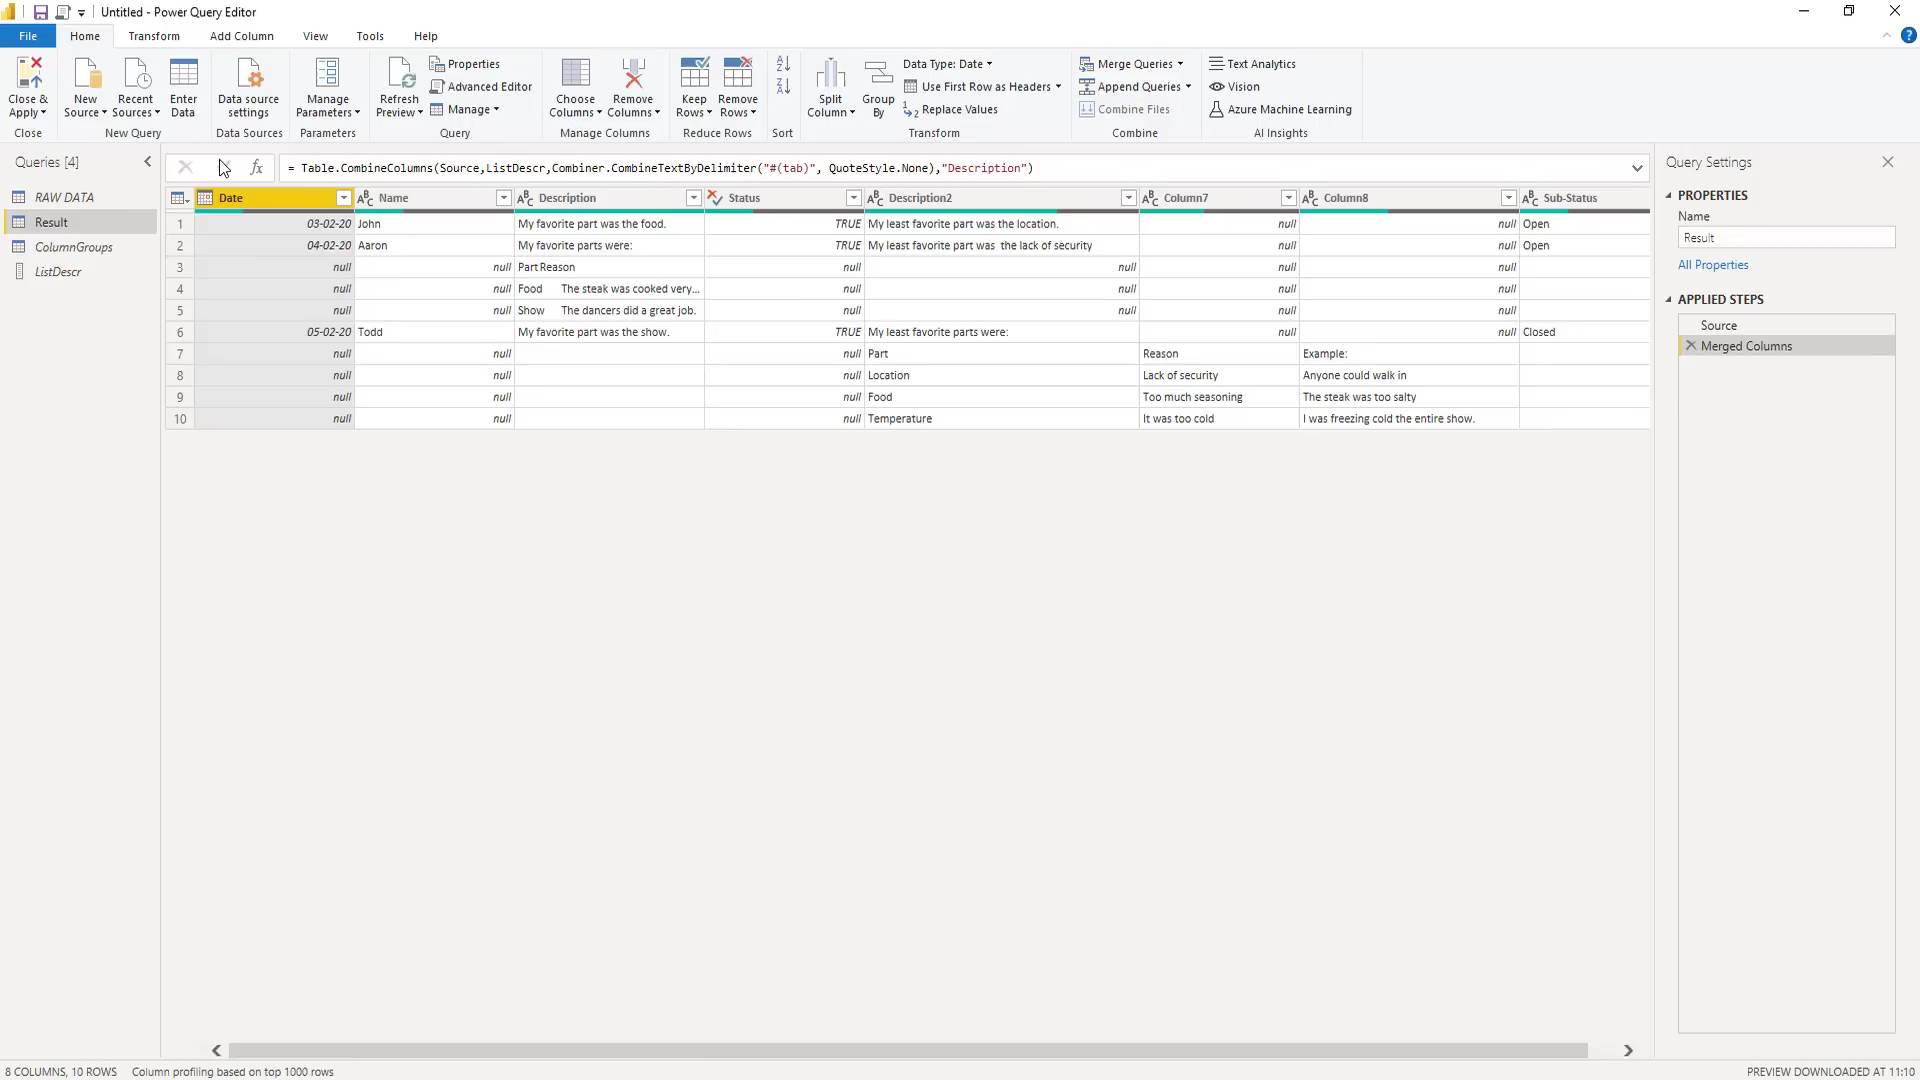 Untitled - Power Query Editor
File Home Transform Add Column View Tools Help
Close & Apply
New Source
Recent Sources
Enter Data
Data source settings
Manage Parameters
Refresh Preview
Properties
Advanced Editor
Manage
Choose Columns
Remove Columns
Keep Rows
Remove Rows
Split Column
Group By
Data Type: Date
Use First Row as Headers
Replace Values
Merge Queries
Append Queries
Combine Files
Text Analytics
Vision
Azure Machine Learning
Close New Query Data Sources Parameters Query Manage Columns Reduce Rows Sort Transform Combine AI Insights
Queries [4]
RAW DATA
Result
ColumnGroups
ListDescr
fx = Table.CombineColumns(Source,ListDescr,Combiner.CombineTextByDelimiter("#(tab)", QuoteStyle.None),"Description")
Date Name Description Status Description2 Column7 Column8 Sub-Status
1 03-02-20 John My favorite part was the food. TRUE My least favorite part was the location. null null Open
2 04-02-20 Aaron My favorite parts were: TRUE My least favorite part was  the lack of security null null Open
3 null null Part Reason null null null null
4 null null Food The steak was cooked very... null null null null
5 null null Show The dancers did a great job. null null null null
6 05-02-20 Todd My favorite part was the show. TRUE My least favorite parts were: null null Closed
7 null null null Part Reason Example:
8 null null null Location Lack of security Anyone could walk in
9 null null null Food Too much seasoning The steak was too salty
10 null null null Temperature It was too cold I was freezing cold the entire show.
Query Settings
PROPERTIES
Name
Result
All Properties
APPLIED STEPS
Source
Merged Columns
8 COLUMNS, 10 ROWS Column profiling based on top 1000 rows PREVIEW DOWNLOADED AT 11:10